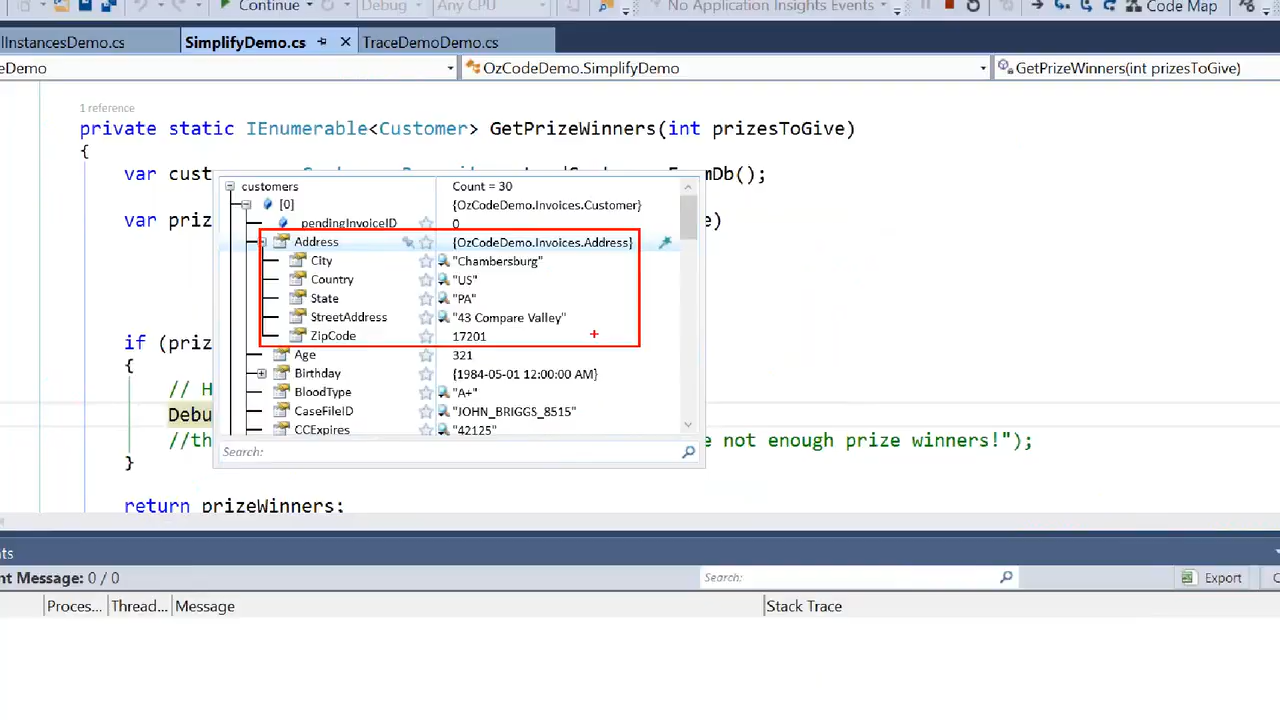 Continue Debug Any CPU No Application Insights Events Code Map
lInstancesDemo.cs SimplifyDemo.cs TraceDemoDemo.cs
eDemo OzCodeDemo.SimplifyDemo GetPrizeWinners(int prizesToGive)
1 reference
private static IEnumerable<Customer> GetPrizeWinners(int prizesToGive)
{
var cust mDb();
customers Count = 30
[0] {OzCodeDemo.Invoices.Customer}
pendingInvoiceID 0
var priz )
Address {OzCodeDemo.Invoices.Address}
City "Chambersburg"
Country "US"
State "PA"
StreetAddress "43 Compare Valley"
ZipCode 17201
if (priz
Age 321
{
Birthday {1984-05-01 12:00:00 AM}
// H BloodType "A+"
Debu CaseFileID "JOHN_BRIGGS_8515"
CCExpires "42125"
//th e not enough prize winners!");
Search:
}
return prizeWinners;
ts
nt Message: 0 / 0 Search: Export
Proces... Thread... Message Stack Trace